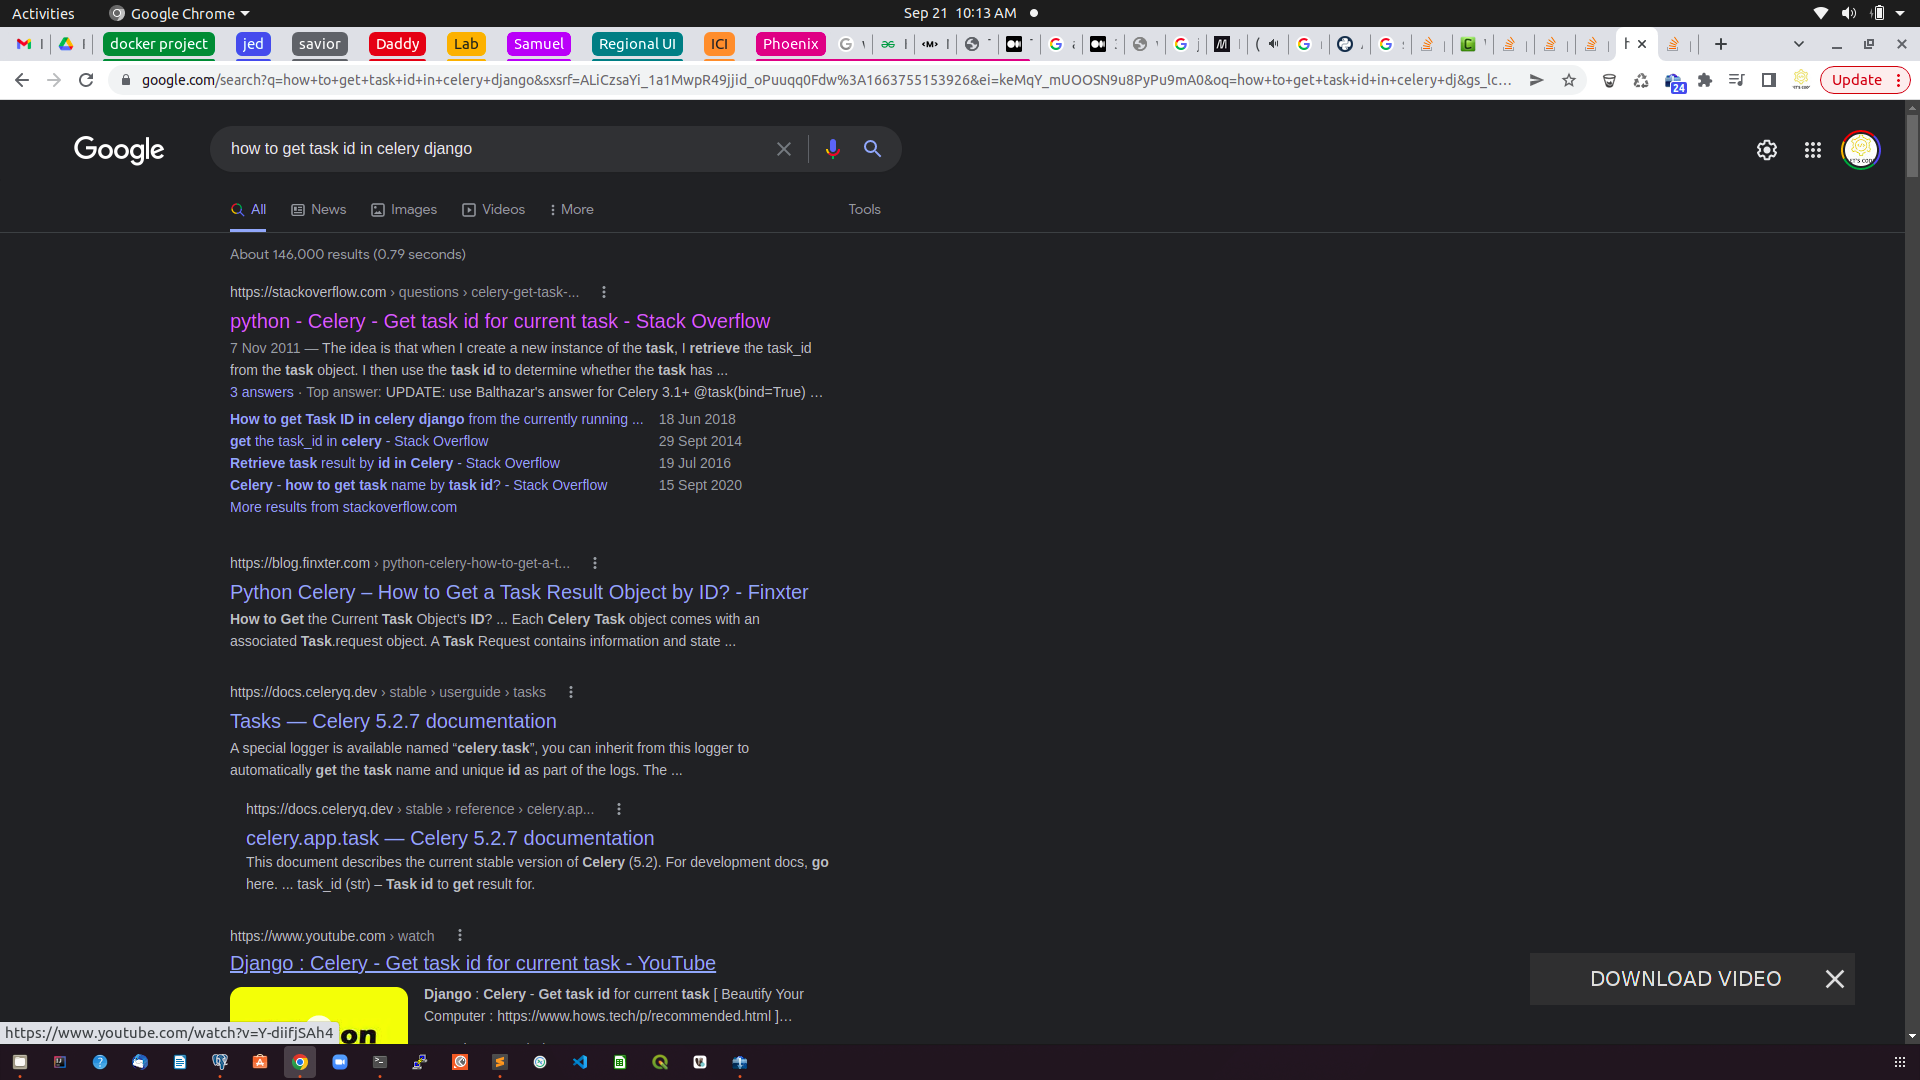 Activities
Google Chrome
Sep 21 10:13 AM
docker project
jed
savior
Daddy
Lab
Samuel
Regional UI
ICI
Phoenix
google.com/search?q=how+to+get+task+id+in+celery+django&sxsrf=ALiCzsaYi_1a1MwpR49jjid_oPuuqq0Fdw%3A1663755153926&ei=keMqY_mUOOSN9u8PyPu9mA0&oq=how+to+get+task+id+in+celery+dj&gs_lc...
24
Update
Google
how to get task id in celery django
All
News
Images
Videos
More
Tools
About 146,000 results (0.79 seconds)
https://stackoverflow.com › questions › celery-get-task-...
python - Celery - Get task id for current task - Stack Overflow
7 Nov 2011 — The idea is that when I create a new instance of the task, I retrieve the task_id
from the task object. I then use the task id to determine whether the task has ...
3 answers · Top answer: UPDATE: use Balthazar's answer for Celery 3.1+ @task(bind=True) …
How to get Task ID in celery django from the currently running ... 18 Jun 2018
get the task_id in celery - Stack Overflow 29 Sept 2014
Retrieve task result by id in Celery - Stack Overflow 19 Jul 2016
Celery - how to get task name by task id? - Stack Overflow 15 Sept 2020
More results from stackoverflow.com
https://blog.finxter.com › python-celery-how-to-get-a-t...
Python Celery – How to Get a Task Result Object by ID? - Finxter
How to Get the Current Task Object's ID? ... Each Celery Task object comes with an
associated Task.request object. A Task Request contains information and state ...
https://docs.celeryq.dev › stable › userguide › tasks
Tasks — Celery 5.2.7 documentation
A special logger is available named “celery.task”, you can inherit from this logger to
automatically get the task name and unique id as part of the logs. The ...
https://docs.celeryq.dev › stable › reference › celery.ap...
celery.app.task — Celery 5.2.7 documentation
This document describes the current stable version of Celery (5.2). For development docs, go
here. ... task_id (str) – Task id to get result for.
https://www.youtube.com › watch
Django : Celery - Get task id for current task - YouTube
Django : Celery - Get task id for current task [ Beautify Your
Computer : https://www.hows.tech/p/recommended.html ]…
on
DOWNLOAD VIDEO
https://www.youtube.com/watch?v=Y-diifjSAh4